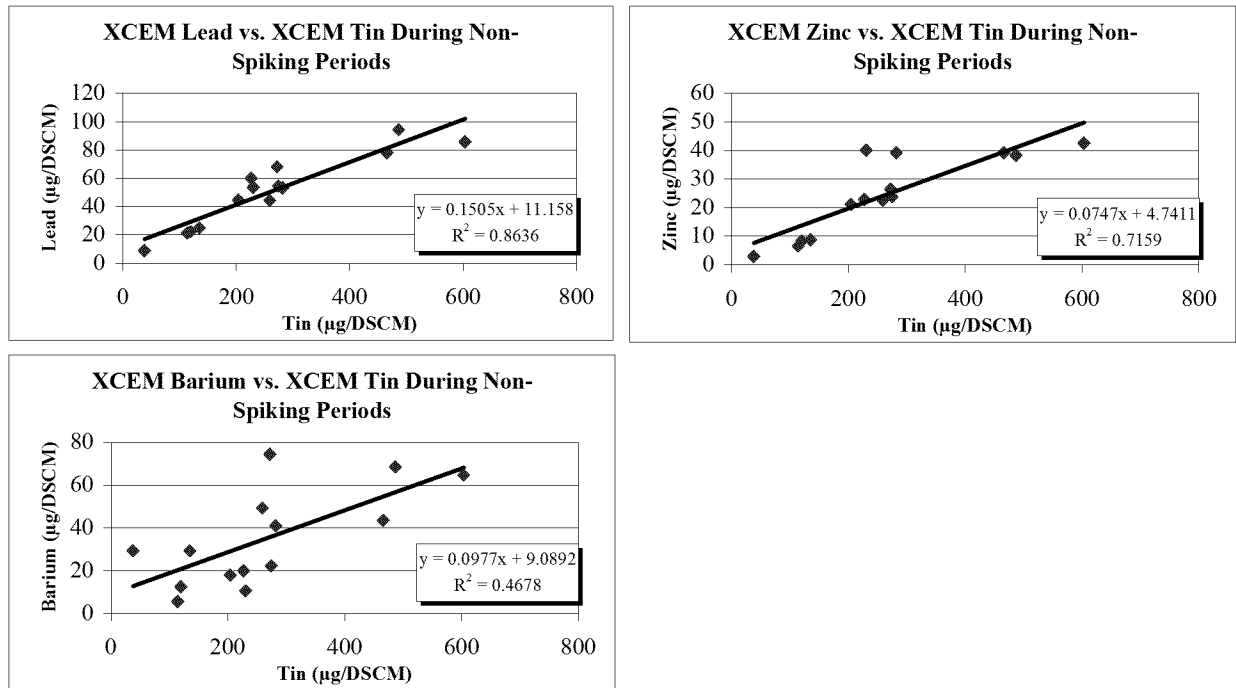 XCEM Lead vs. XCEM Tin During Non-
Spiking Periods
Lead (µg/DSCM)
120
100
80
60
40
20
0
y = 0.1505x + 11.158
R² = 0.8636
0 200 400 600 800
Tin (µg/DSCM)
XCEM Zinc vs. XCEM Tin During Non-
Spiking Periods
Zinc (µg/DSCM)
60
50
40
30
20
10
0
y = 0.0747x + 4.7411
R² = 0.7159
0 200 400 600 800
Tin (µg/DSCM)
XCEM Barium vs. XCEM Tin During Non-
Spiking Periods
Barium (µg/DSCM)
80
60
40
20
0
y = 0.0977x + 9.0892
R² = 0.4678
0 200 400 600 800
Tin (µg/DSCM)